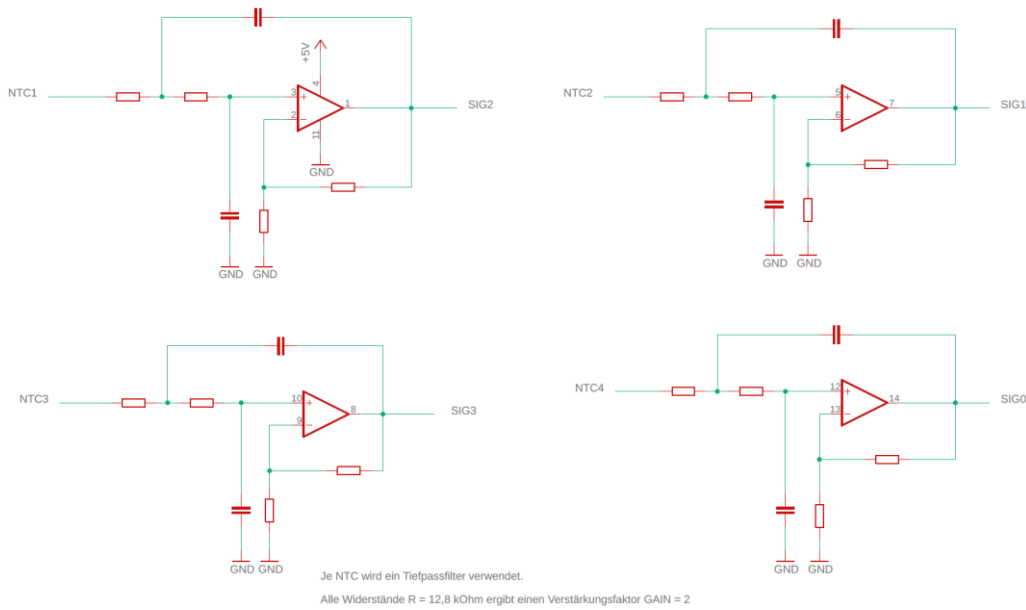 +5V
NTC1
3
+
4
1
SIG2
2
–
11
GND
GND
GND
NTC2
5
+
7
SIG1
6
–
GND
GND
NTC3
10
+
8
SIG3
9
–
GND
GND
NTC4
12
+
14
SIG0
13
–
GND
GND
Je NTC wird ein Tiefpassfilter verwendet.
Alle Widerstände R = 12,8 kOhm ergibt einen Verstärkungsfaktor GAIN = 2